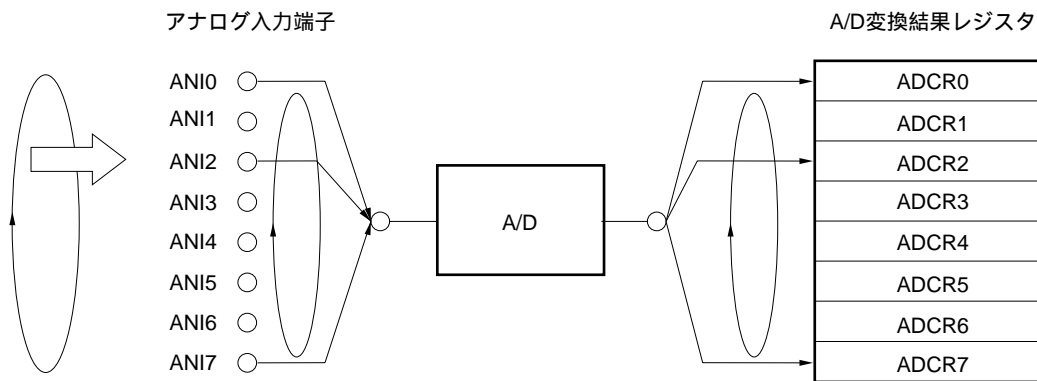 アナログ入力端子
A/D変換結果レジスタ
ANI0
ANI1
ANI2
ANI3
ANI4
ANI5
ANI6
ANI7
A/D
ADCR0
ADCR1
ADCR2
ADCR3
ADCR4
ADCR5
ADCR6
ADCR7